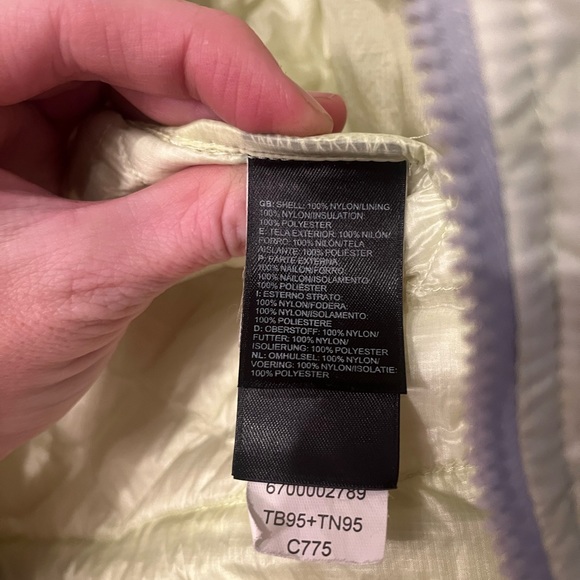 GB: SHELL: 100% NYLON/LINING:
100% NYLON/INSULATION
100% POLYESTER
E: TELA EXTERIOR: 100% NILÓN/
FORRO: 100% NILÓN/TELA
AISLANTE: 100% POLIÉSTER
P: PARTE EXTERNA:
100% NAILON/FORRO:
100% NAILON/ISOLAMENTO:
100% POLIÉSTER
I: ESTERNO STRATO:
100% NYLON/FODERA:
100% NYLON/ISOLAMENTO:
100% POLIESTERE
D: OBERSTOFF: 100% NYLON/
FUTTER: 100% NYLON/
ISOLIERUNG: 100% POLYESTER
NL: OMHULSEL: 100% NYLON/
VOERING: 100% NYLON/ISOLATIE:
100% POLYESTER
6700002789
TB95+TN95
C775